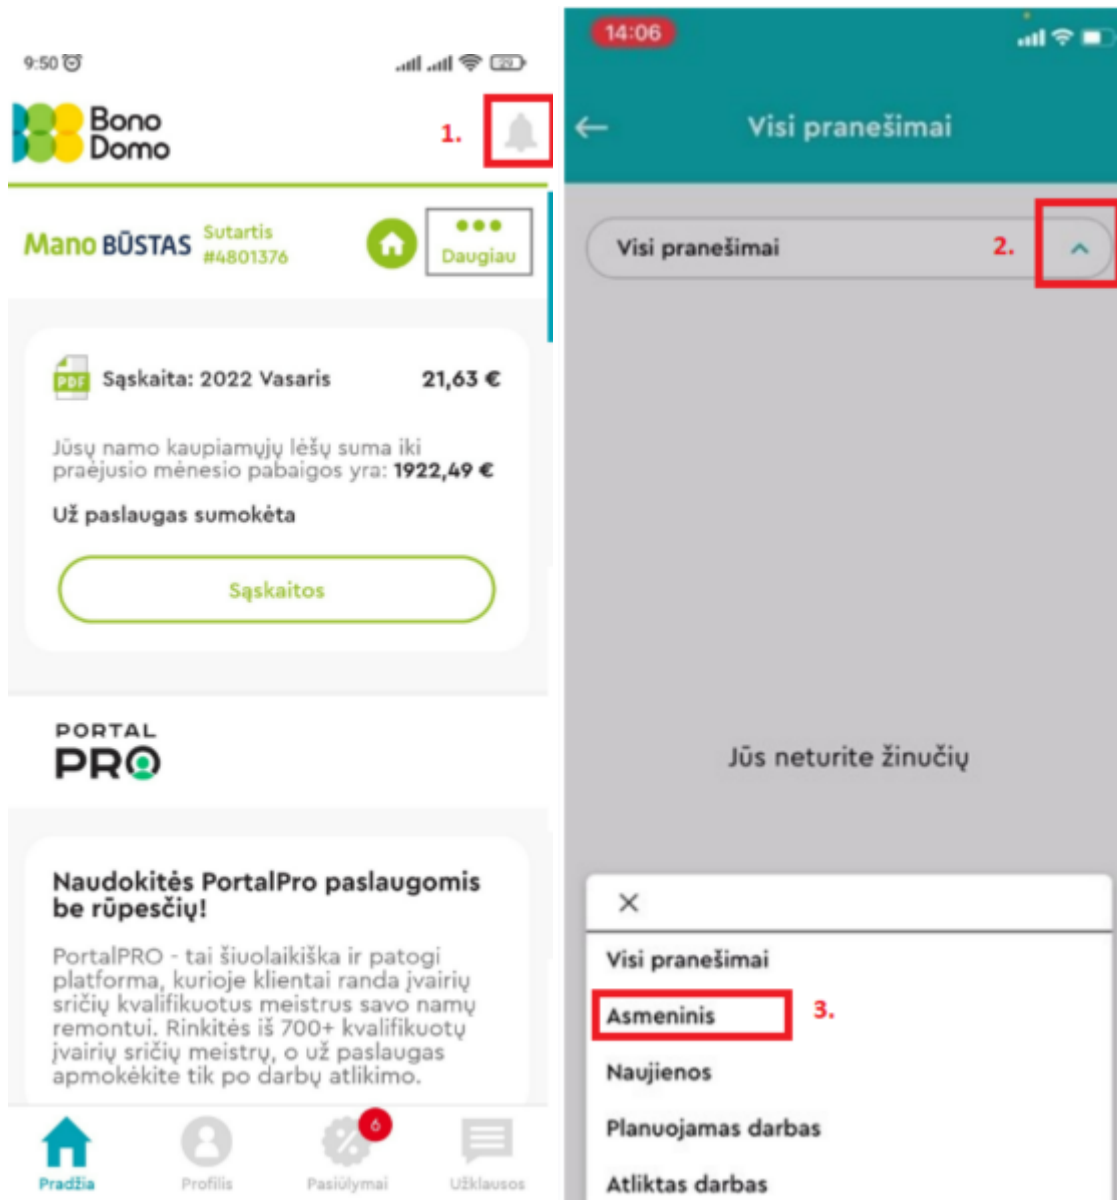 9:50
29
Bono
Domo
1.
Mano BŪSTAS
Sutartis
#4801376
Daugiau
PDF
Sąskaita: 2022 Vasaris
21,63 €
Jūsų namo kaupiamųjų lėšų suma iki
praėjusio mėnesio pabaigos yra: 1922,49 €
Už paslaugas sumokėta
Sąskaitos
PORTAL
PRO
Naudokitės PortalPro paslaugomis
be rūpesčių!
PortalPRO - tai šiuolaikiška ir patogi
platforma, kurioje klientai randa įvairių
sričių kvalifikuotus meistrus savo namų
remontui. Rinkitės iš 700+ kvalifikuotų
įvairių sričių meistrų, o už paslaugas
apmokėkite tik po darbų atlikimo.
6
Pradžia
Profilis
Pasiūlymai
Užklausos
14:06
Visi pranešimai
Visi pranešimai
2.
Jūs neturite žinučių
Visi pranešimai
Asmeninis
3.
Naujienos
Planuojamas darbas
Atliktas darbas